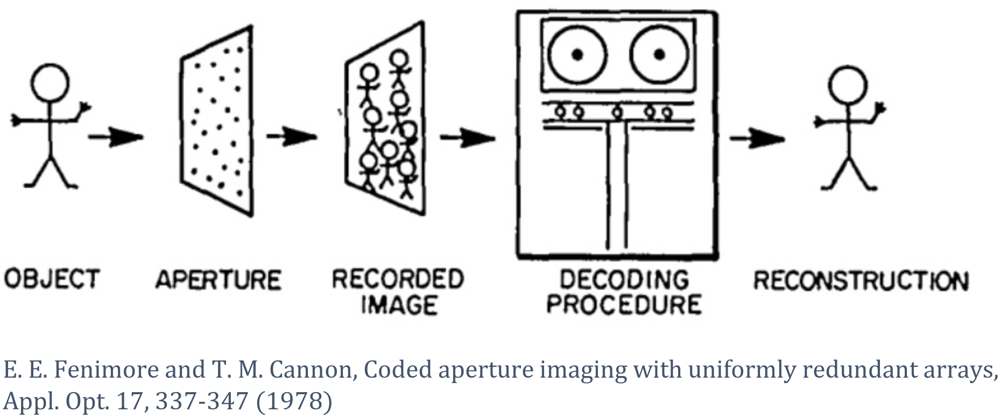 OBJECT APERTURE RECORDED IMAGE DECODING PROCEDURE RECONSTRUCTION
E. E. Fenimore and T. M. Cannon, Coded aperture imaging with uniformly redundant arrays,
Appl. Opt. 17, 337-347 (1978)